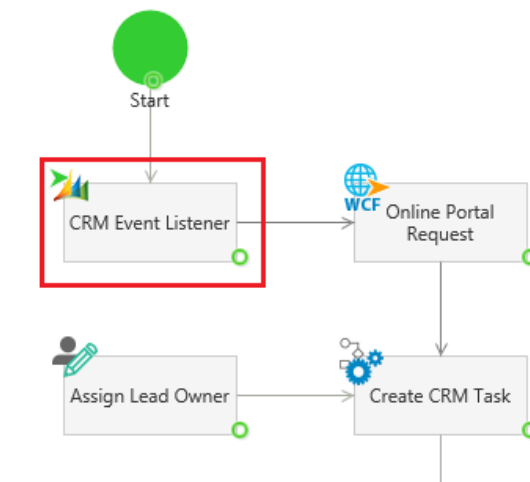 Start
CRM Event Listener
WCF
Online Portal
Request
Assign Lead Owner
Create CRM Task